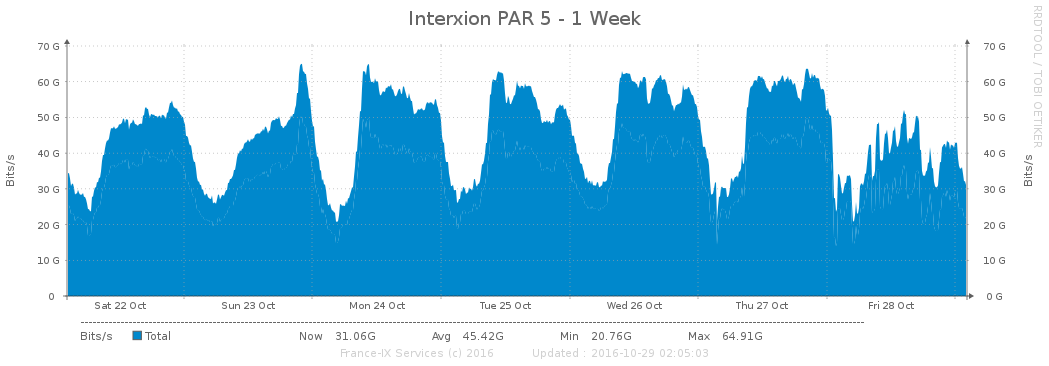 Interxion PAR 5 - 1 Week
RRDTOOL / TOBI OETIKER
70 G 70 G
60 G 60 G
50 G 50 G
40 G 40 G
30 G 30 G
20 G 20 G
10 G 10 G
0 0 G
Bits/s
Bits/s
Sat 22 Oct Sun 23 Oct Mon 24 Oct Tue 25 Oct Wed 26 Oct Thu 27 Oct Fri 28 Oct
Bits/s Total Now 31.06G Avg 45.42G Min 20.76G Max 64.91G
France-IX Services (c) 2016 Updated : 2016-10-29 02:05:03